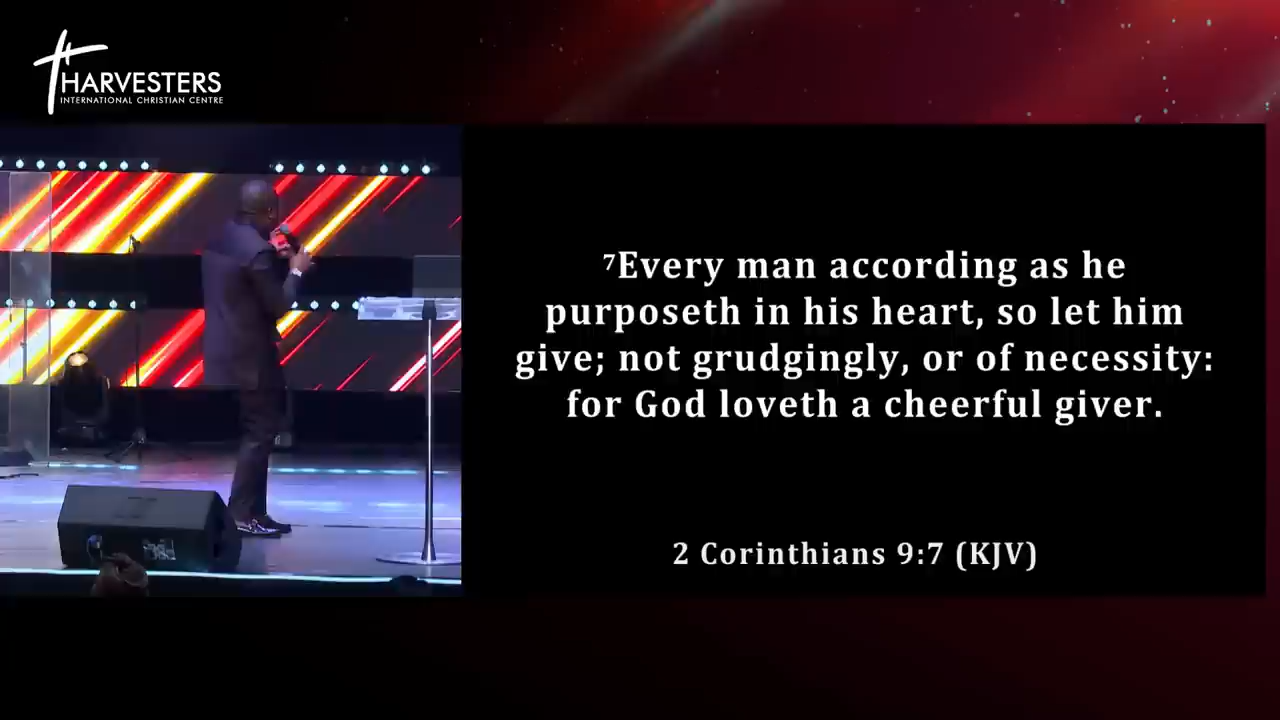 HARVESTERS
INTERNATIONAL CHRISTIAN CENTRE
⁷Every man according as he
purposeth in his heart, so let him
give; not grudgingly, or of necessity:
for God loveth a cheerful giver.
2 Corinthians 9:7 (KJV)